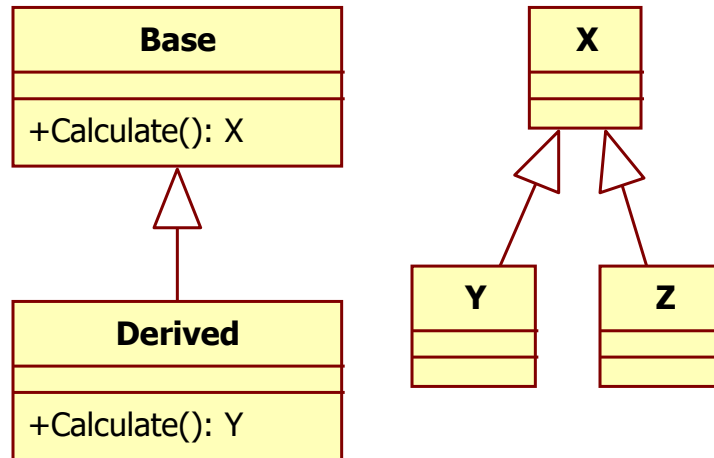 Base
+Calculate(): X
Derived
+Calculate(): Y
X
Y
Z